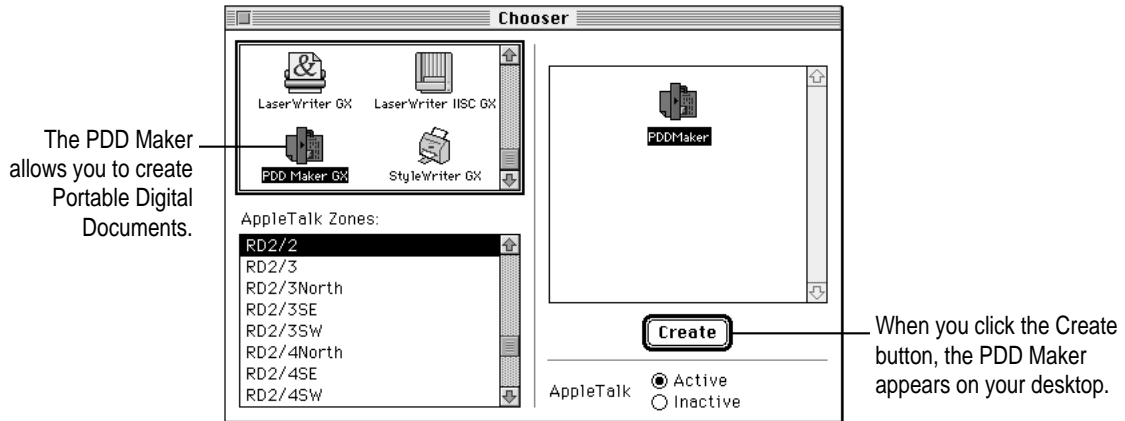 Chooser
LaserWriter GX
LaserWriter IISC GX
PDD Maker GX
StyleWriter GX
The PDD Maker
allows you to create
Portable Digital
Documents.
AppleTalk Zones:
RD2/2
RD2/3
RD2/3North
RD2/3SE
RD2/3SW
RD2/4North
RD2/4SE
RD2/4SW
PDDMaker
Create
When you click the Create
button, the PDD Maker
appears on your desktop.
AppleTalk
Active
Inactive